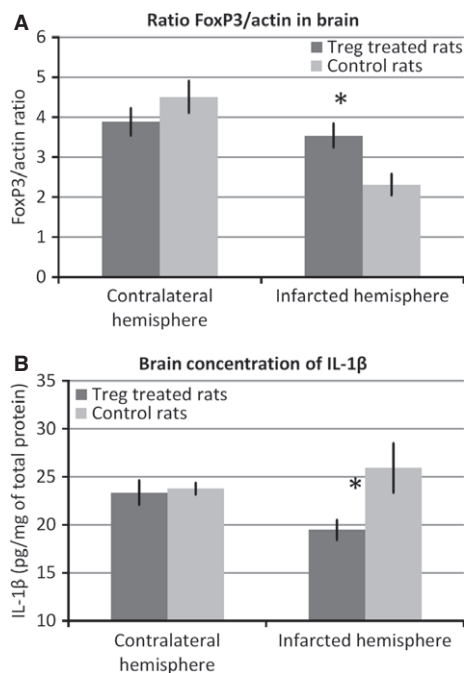 A
Ratio FoxP3/actin in brain
FoxP3/actin ratio
6
5
4
3
2
1
0
Treg treated rats
Control rats
*
Contralateral
hemisphere
Infarcted hemisphere
B
Brain concentration of IL-1β
IL-1β (pg/mg of total protein)
35
30
25
20
15
10
Treg treated rats
Control rats
*
Contralateral
hemisphere
Infarcted hemisphere